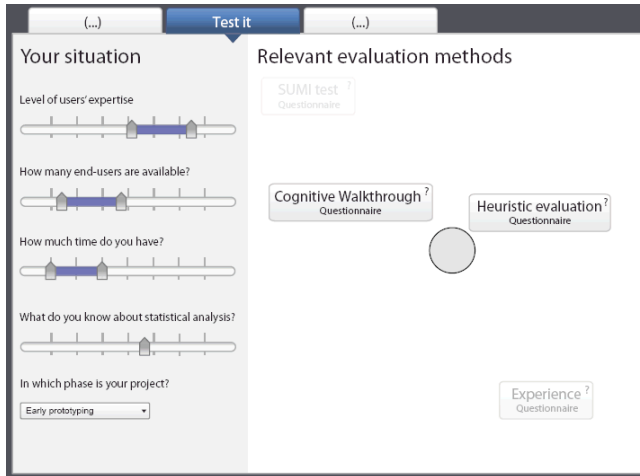 (...)
Test it
(...)
Your situation
Level of users' expertise
How many end-users are available?
How much time do you have?
What do you know about statistical analysis?
In which phase is your project?
Early prototyping
Relevant evaluation methods
SUMI test ?
Questionnaire
Cognitive Walkthrough ?
Questionnaire
Heuristic evaluation ?
Questionnaire
Experience ?
Questionnaire